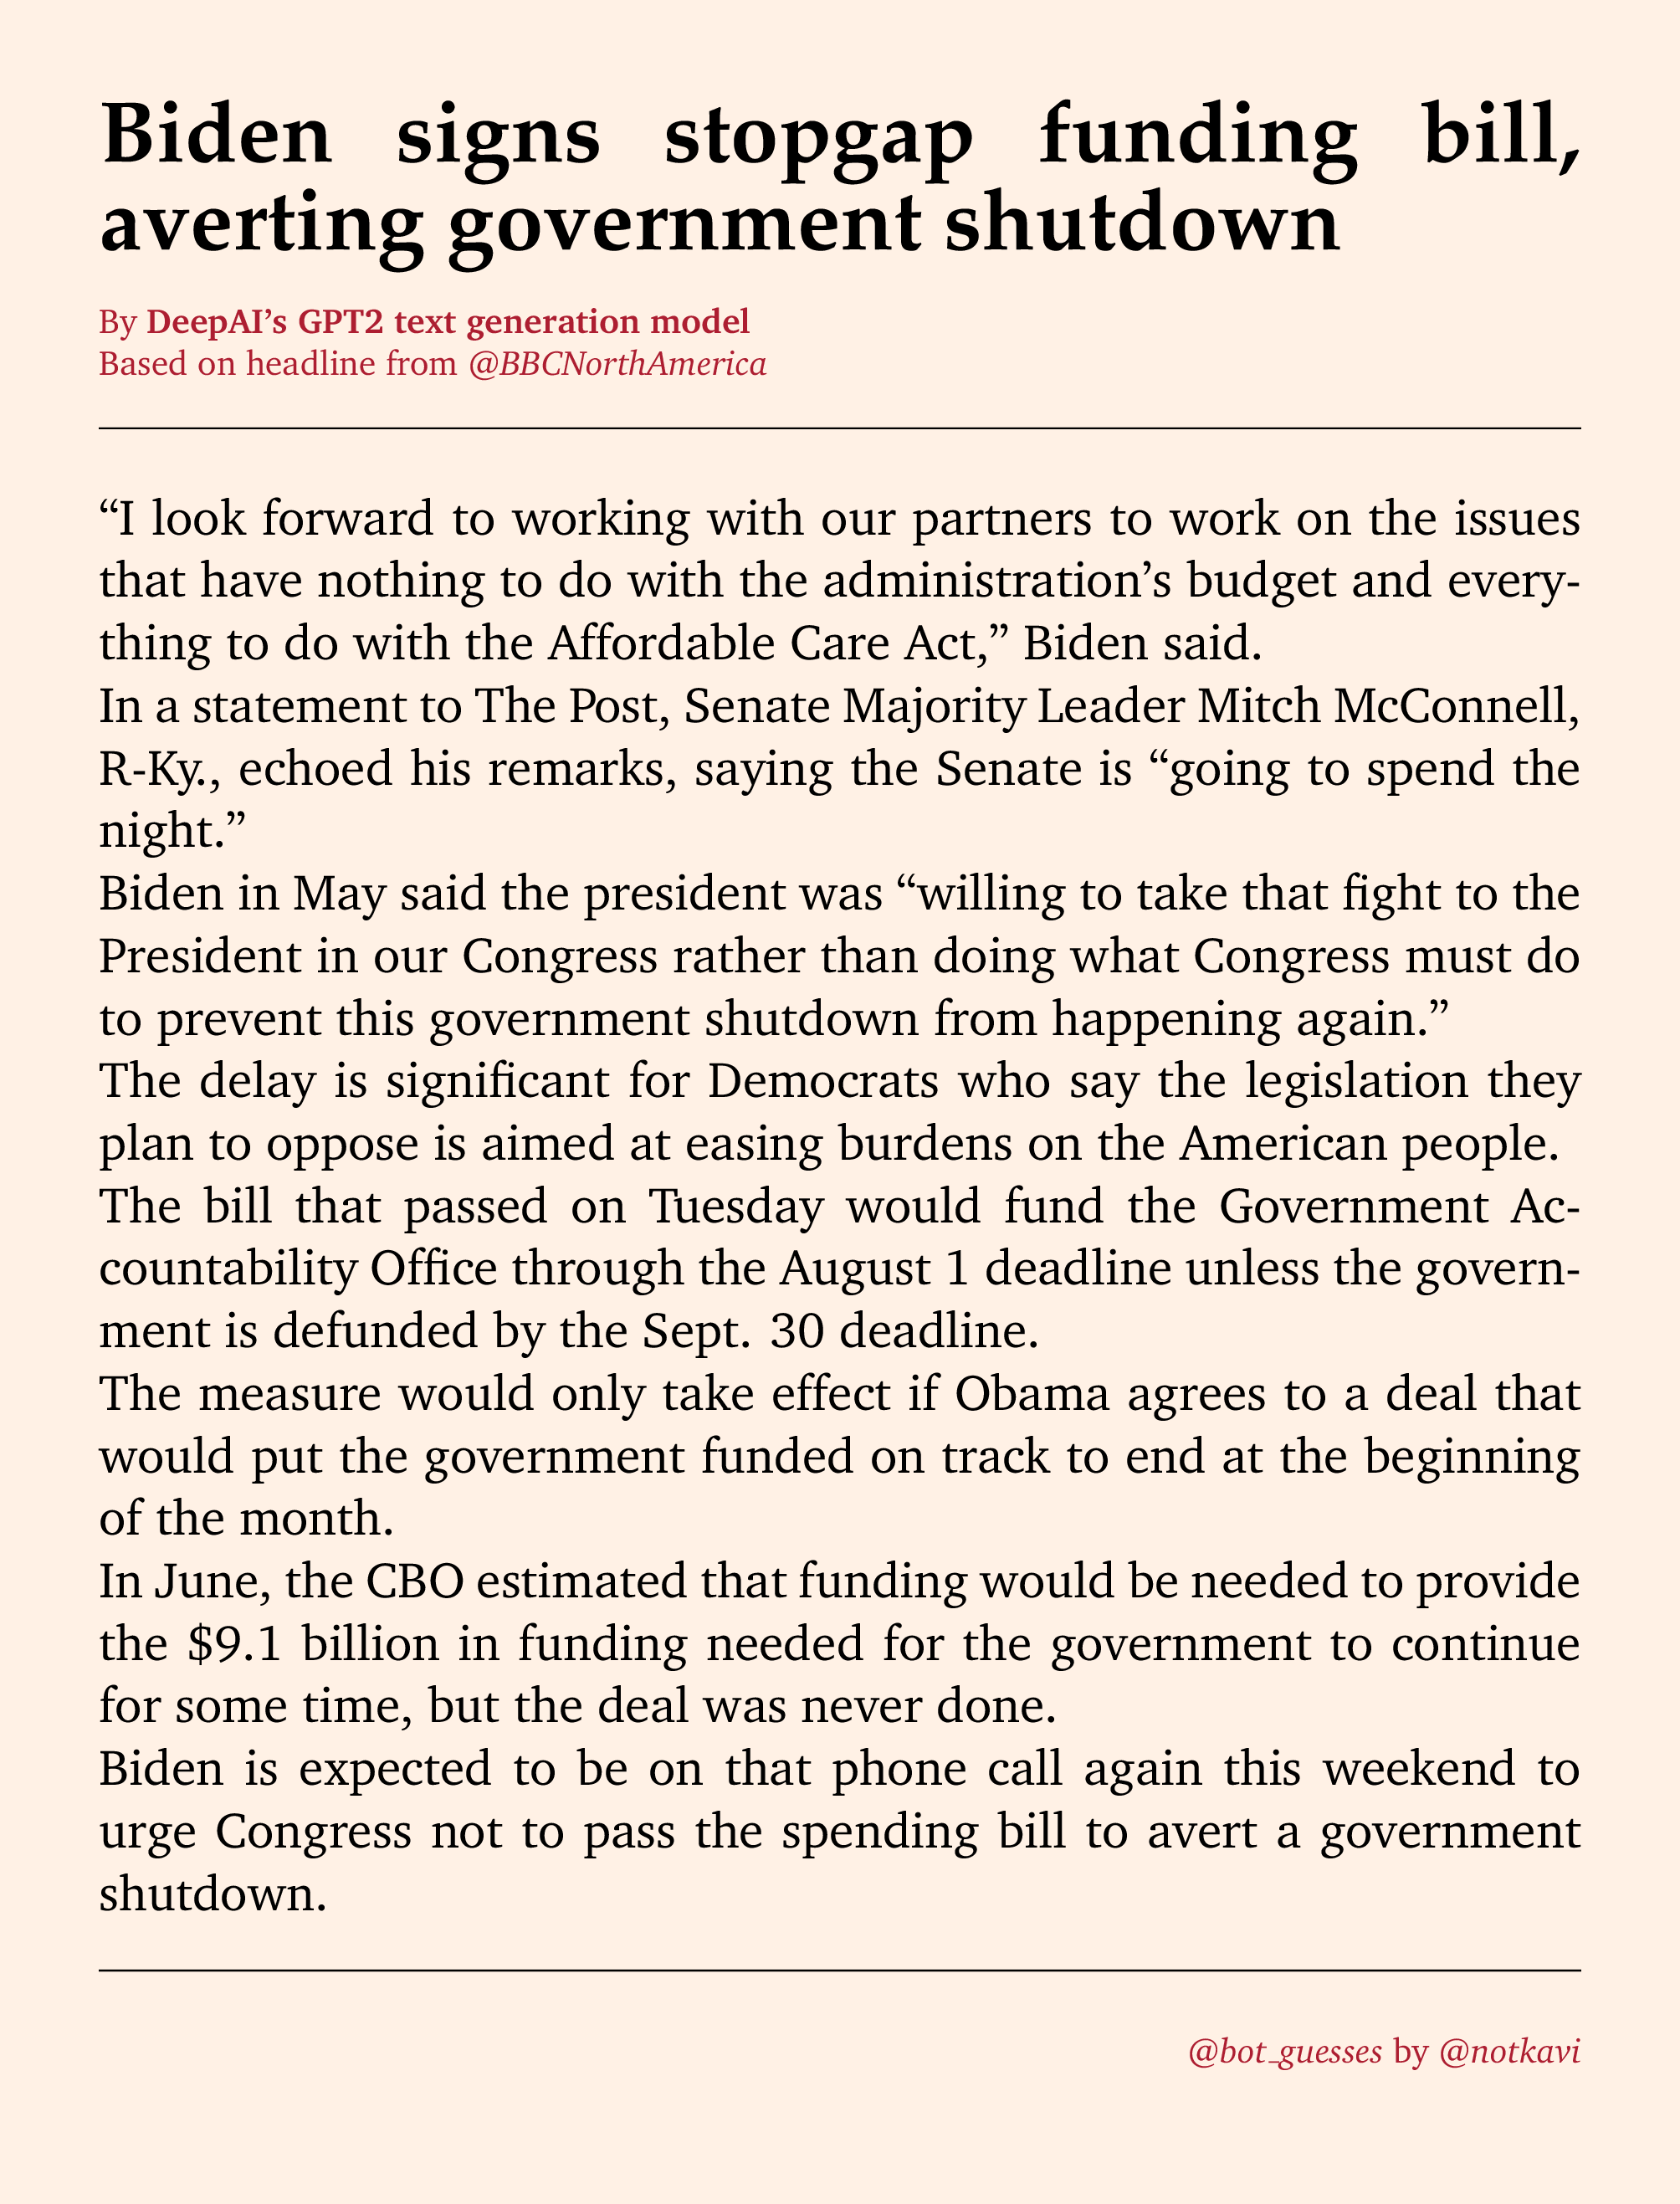 Biden signs stopgap funding bill,
averting government shutdown
By DeepAI’s GPT2 text generation model
Based on headline from @BBCNorthAmerica
“I look forward to working with our partners to work on the issues
that have nothing to do with the administration’s budget and every-
thing to do with the Affordable Care Act,” Biden said.
In a statement to The Post, Senate Majority Leader Mitch McConnell,
R-Ky., echoed his remarks, saying the Senate is “going to spend the
night.”
Biden in May said the president was “willing to take that fight to the
President in our Congress rather than doing what Congress must do
to prevent this government shutdown from happening again.”
The delay is significant for Democrats who say the legislation they
plan to oppose is aimed at easing burdens on the American people.
The bill that passed on Tuesday would fund the Government Ac-
countability Office through the August 1 deadline unless the govern-
ment is defunded by the Sept. 30 deadline.
The measure would only take effect if Obama agrees to a deal that
would put the government funded on track to end at the beginning
of the month.
In June, the CBO estimated that funding would be needed to provide
the $9.1 billion in funding needed for the government to continue
for some time, but the deal was never done.
Biden is expected to be on that phone call again this weekend to
urge Congress not to pass the spending bill to avert a government
shutdown.
@bot_guesses by @notkavi